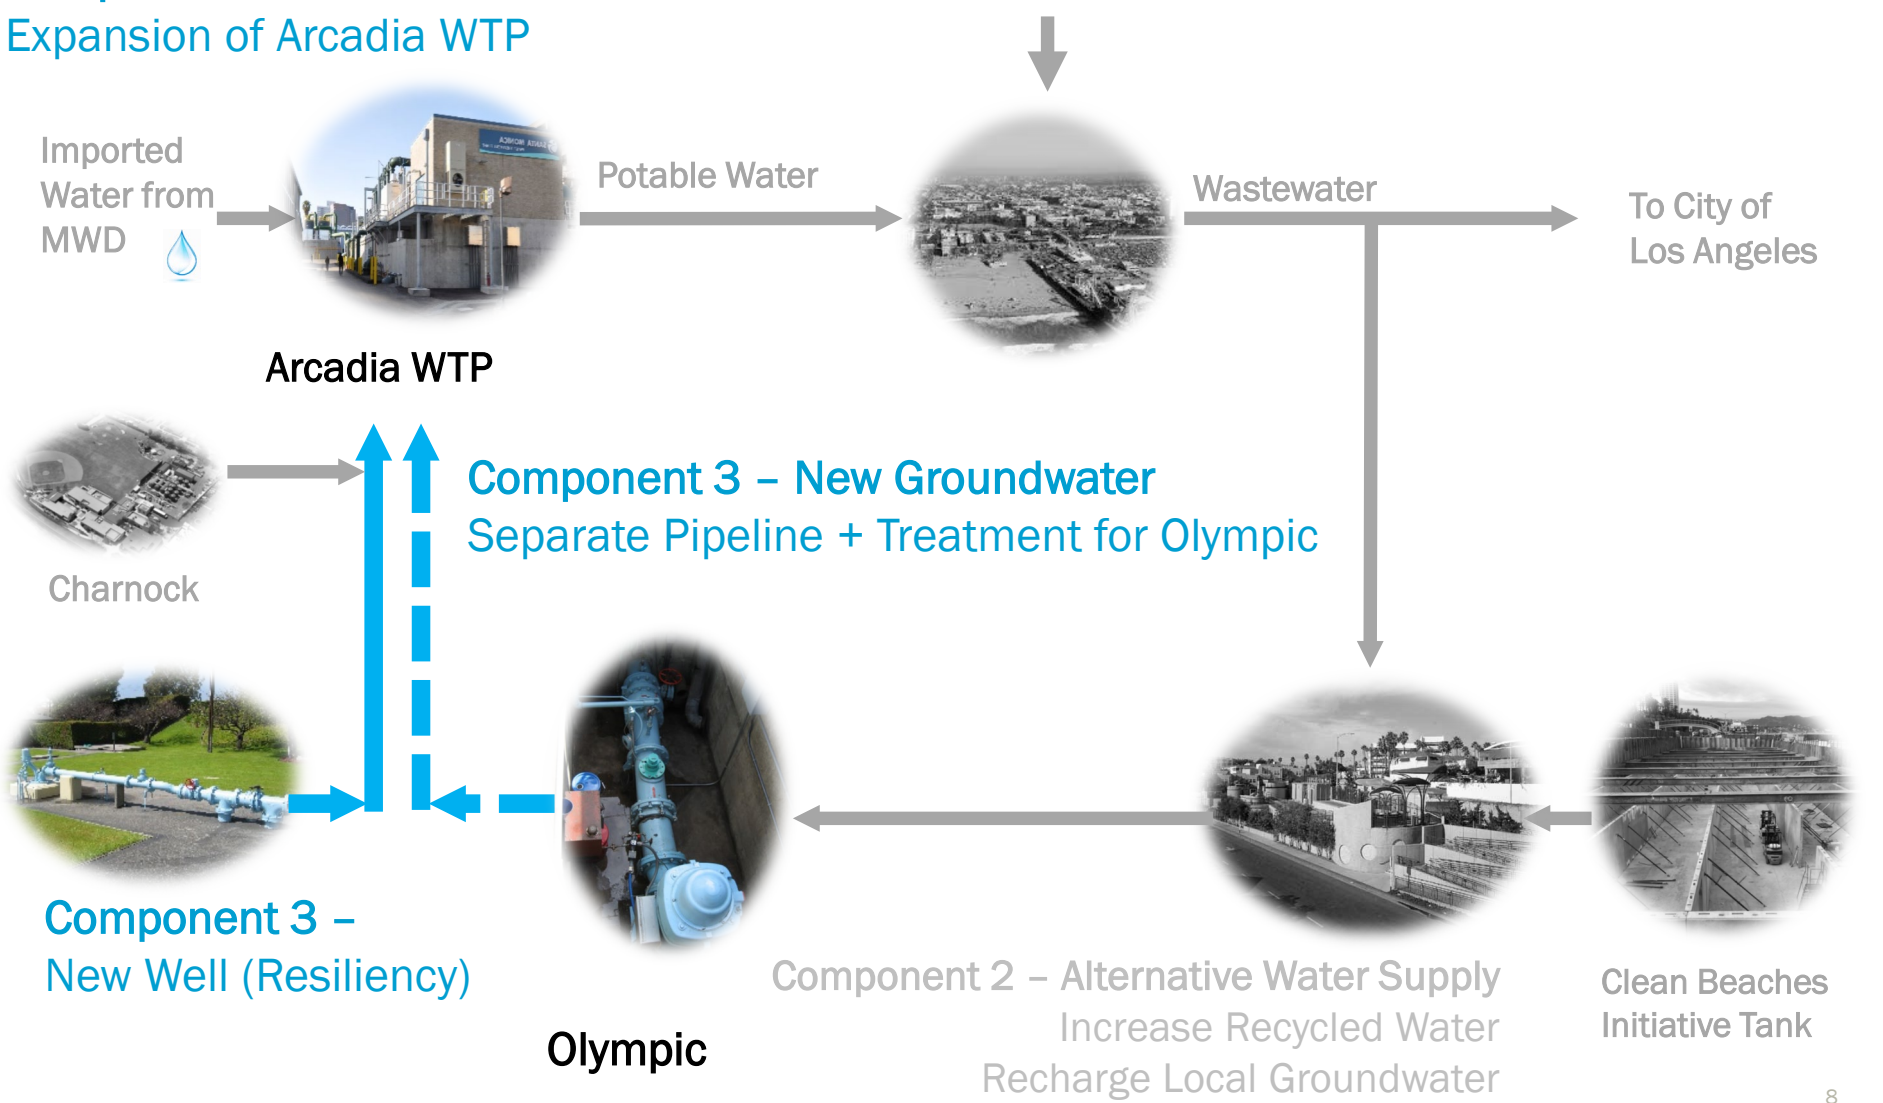 Expansion of Arcadia WTP
Imported
Water from
MWD
Potable Water
Wastewater
To City of
Los Angeles
Arcadia WTP
Component 3 – New Groundwater
Separate Pipeline + Treatment for Olympic
Charnock
Component 3 –
New Well (Resiliency)
Olympic
Component 2 – Alternative Water Supply
Increase Recycled Water
Recharge Local Groundwater
Clean Beaches
Initiative Tank
8